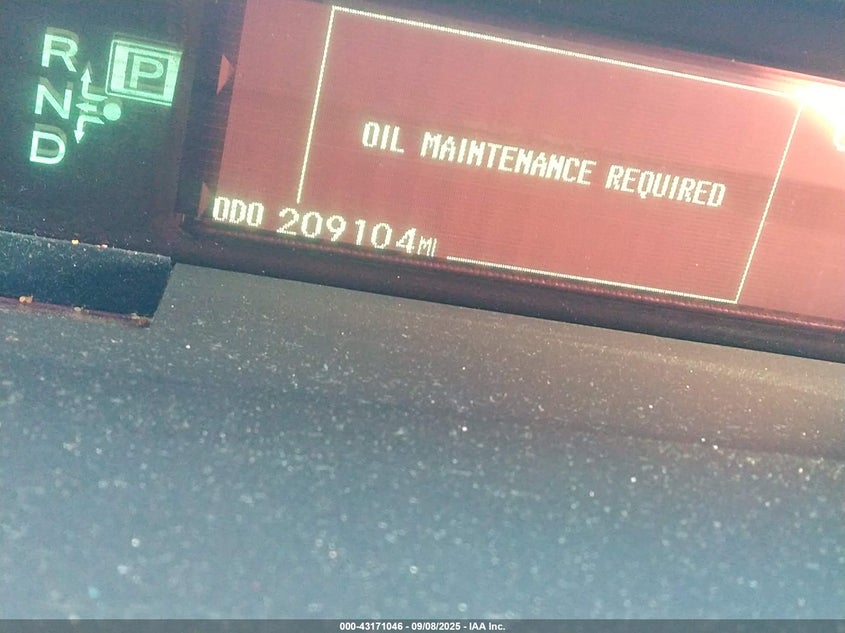 R
P
N
D
OIL MAINTENANCE REQUIRED
ODO 209104MI
000-43171046 - 09/08/2025 - IAA Inc.